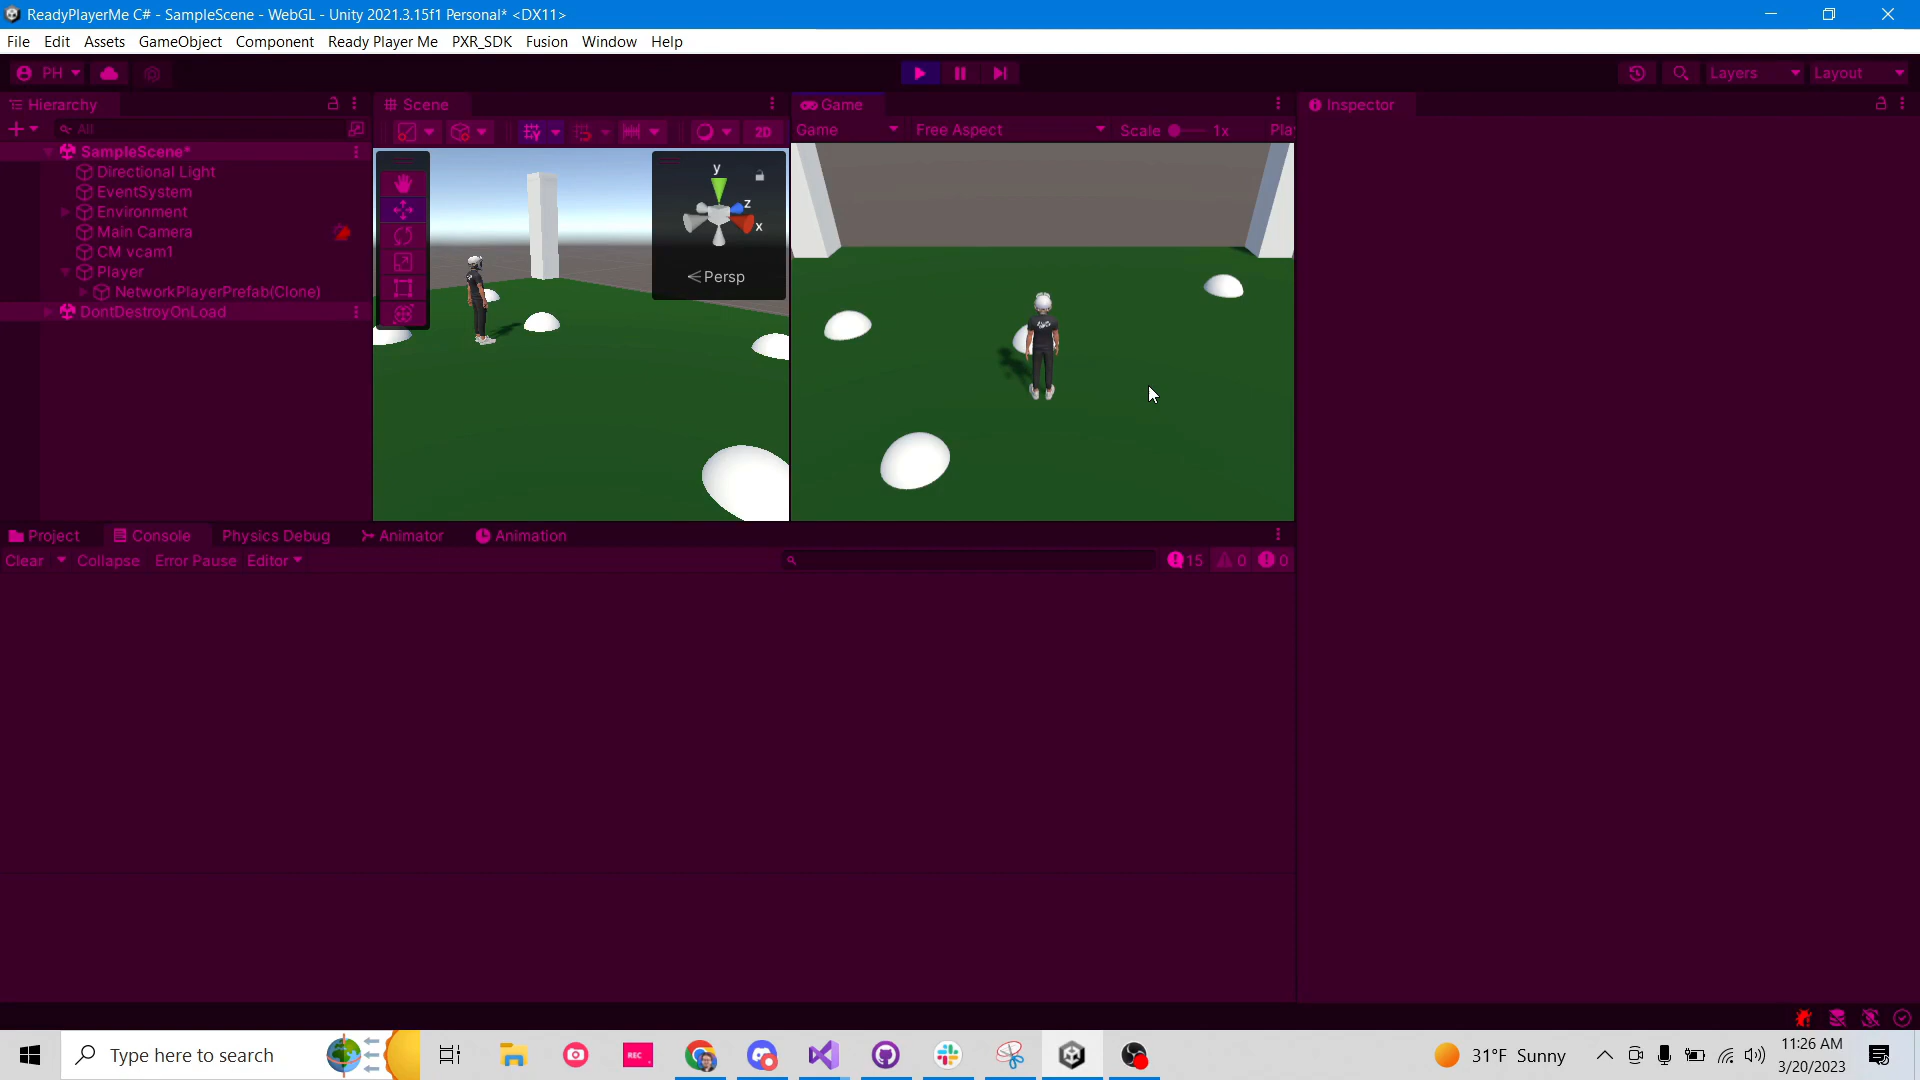 ReadyPlayerMe C# - SampleScene - WebGL - Unity 2021.3.15f1 Personal* <DX11>
File Edit Assets GameObject Component Ready Player Me PXR_SDK Fusion Window Help
PH Layers Layout
Hierarchy Scene Game Inspector
All 2D Game Free Aspect Scale 1x Pla
SampleScene*
Directional Light
EventSystem
Environment
Main Camera
CM vcam1
Player
NetworkPlayerPrefab(Clone)
DontDestroyOnLoad
y
z
x
Persp
Project Console Physics Debug Animator Animation
Clear Collapse Error Pause Editor 15 0 0
Type here to search REC 31°F Sunny 11:26 AM
3/20/2023